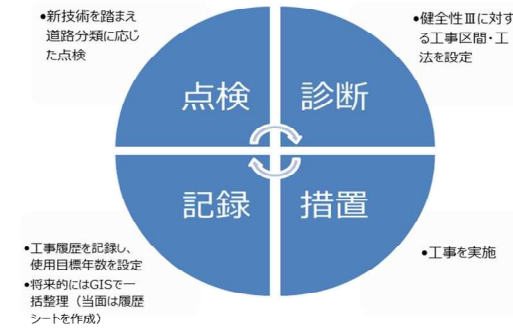 •新技術を踏まえ
道路分類に応じ
た点検
•健全性Ⅲに対す
る工事区間・工
法を設定
点検
診断
記録
措置
•工事履歴を記録し、
使用目標年数を設定
•将来的にはGISで一
括整理（当面は履歴
シートを作成）
•工事を実施